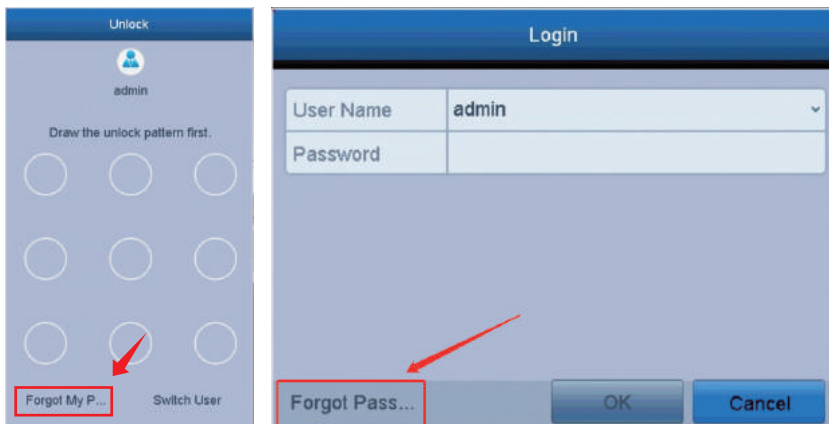 Unlock
admin
Draw the unlock pattern first.
Forgot My P...
Switch User
Login
User Name
admin
Password
Forgot Pass...
OK
Cancel